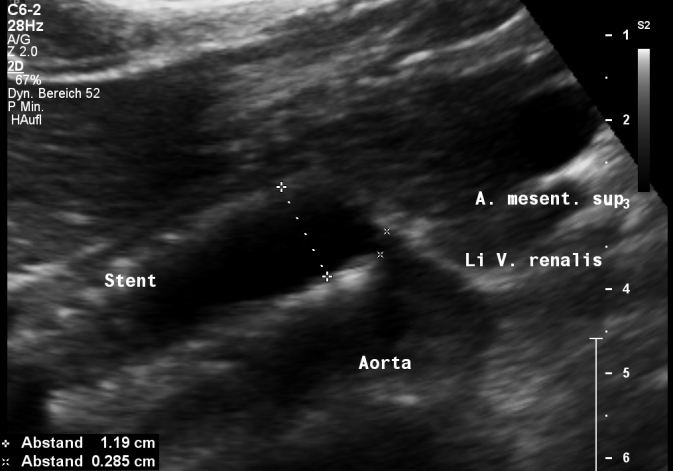 C6-2
28Hz
A/G
Z 2.0
2D
67%
Dyn. Bereich 52
P Min.
HAufl
S2
1
2
A. mesent. sup
3
Li V. renalis
Stent
4
Aorta
5
6
Abstand 1.19 cm
Abstand 0.285 cm